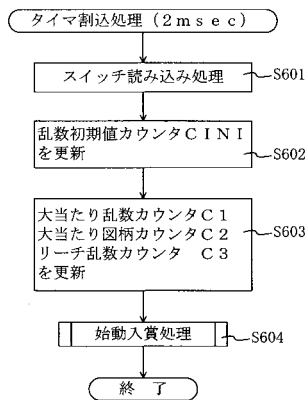 タイマ割込処理(2msec)
スイッチ読み込み処理
S601
乱数初期値カウンタCINI
を更新
S602
大当たり乱数カウンタC1
大当たり図柄カウンタC2
リーチ乱数カウンタ C3
を更新
S603
始動入賞処理
S604
終 了